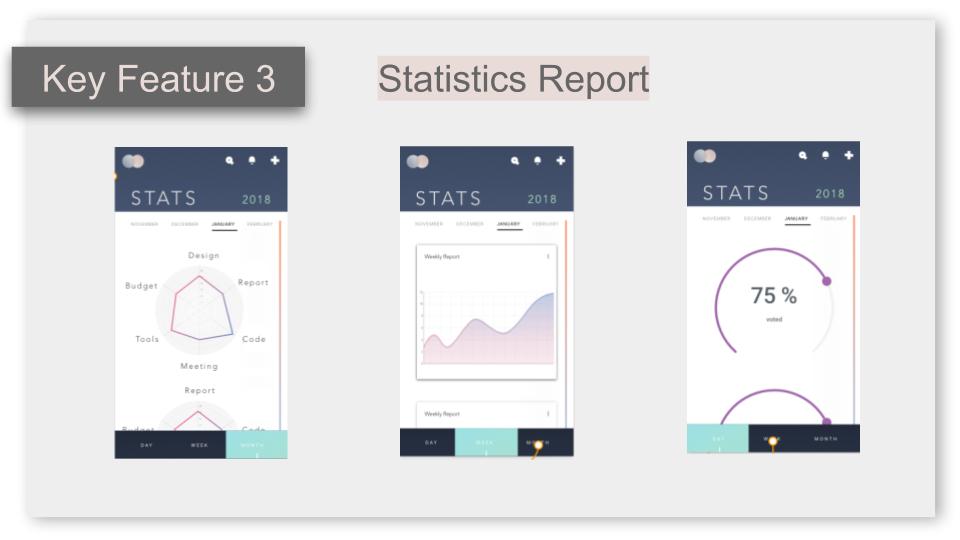 Key Feature 3
Statistics Report
STATS 2018
NOVEMBER DECEMBER JANUARY FEBRUARY
Design
Budget Report
Tools Code
Meeting
Report
Budget Code
DAY WEEK MONTH
STATS 2018
NOVEMBER DECEMBER JANUARY FEBRUARY
Weekly Report
Weekly Report
DAY WEEK MONTH
STATS 2018
NOVEMBER DECEMBER JANUARY FEBRUARY
75 %
voted
DAY WEEK MONTH